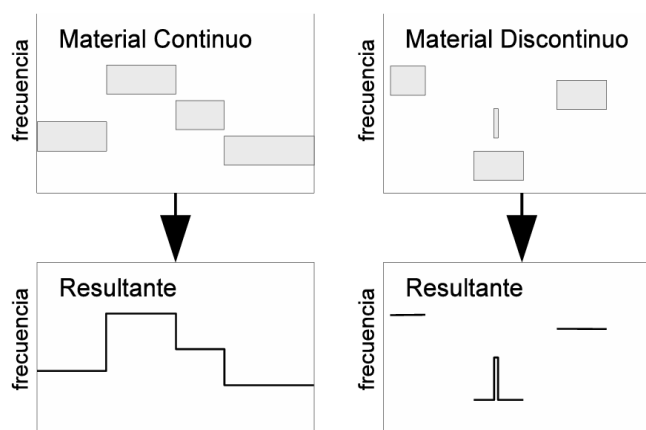 Material Continuo
frecuencia
Material Discontinuo
frecuencia
Resultante
frecuencia
Resultante
frecuencia